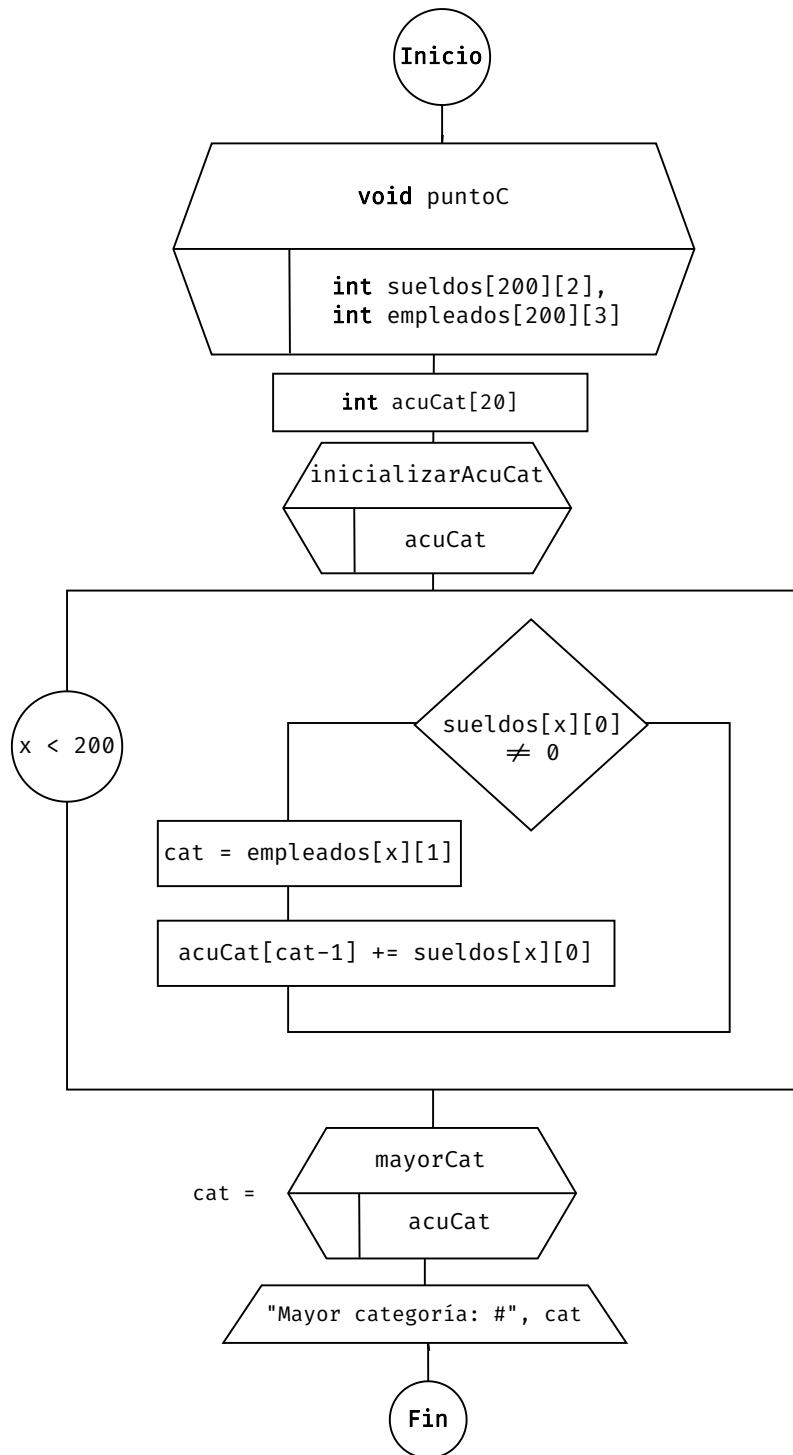 Inicio
void puntoC
int sueldos[200][2],
int empleados[200][3]
int acuCat[20]
inicializarAcuCat
acuCat
x < 200
sueldos[x][0]
≠ 0
cat = empleados[x][1]
acuCat[cat-1] += sueldos[x][0]
mayorCat
cat =
acuCat
"Mayor categoría: #", cat
Fin